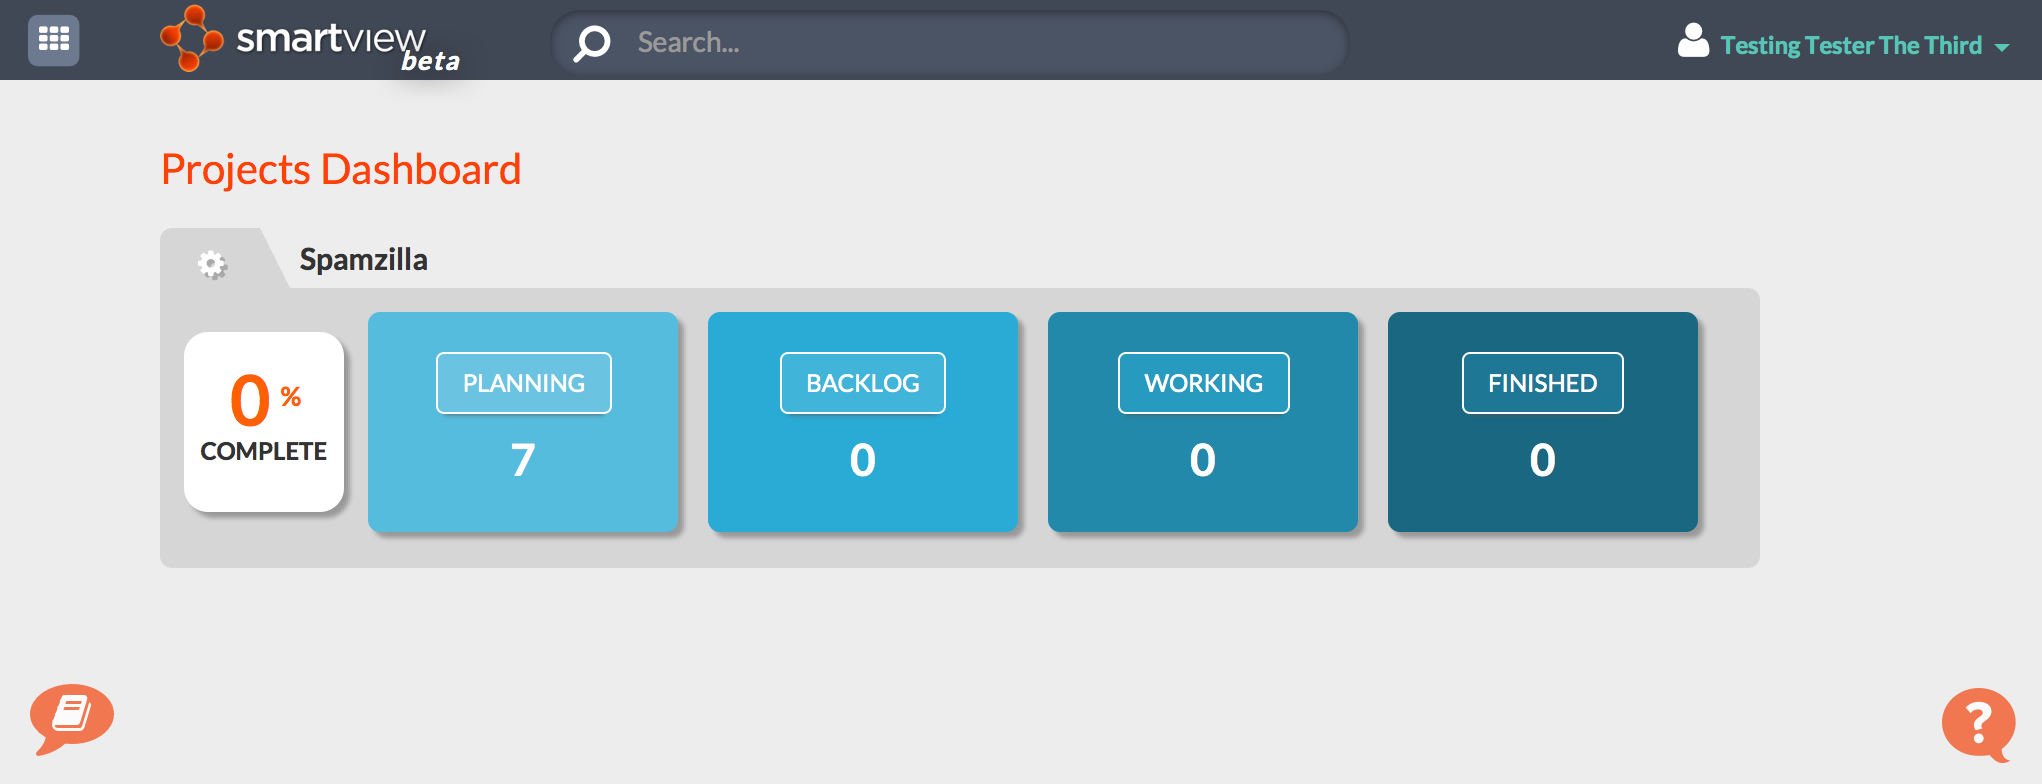 smartview
beta
Search...
Testing Tester The Third
Projects Dashboard
Spamzilla
0 %
COMPLETE
PLANNING
7
BACKLOG
0
WORKING
0
FINISHED
0
?